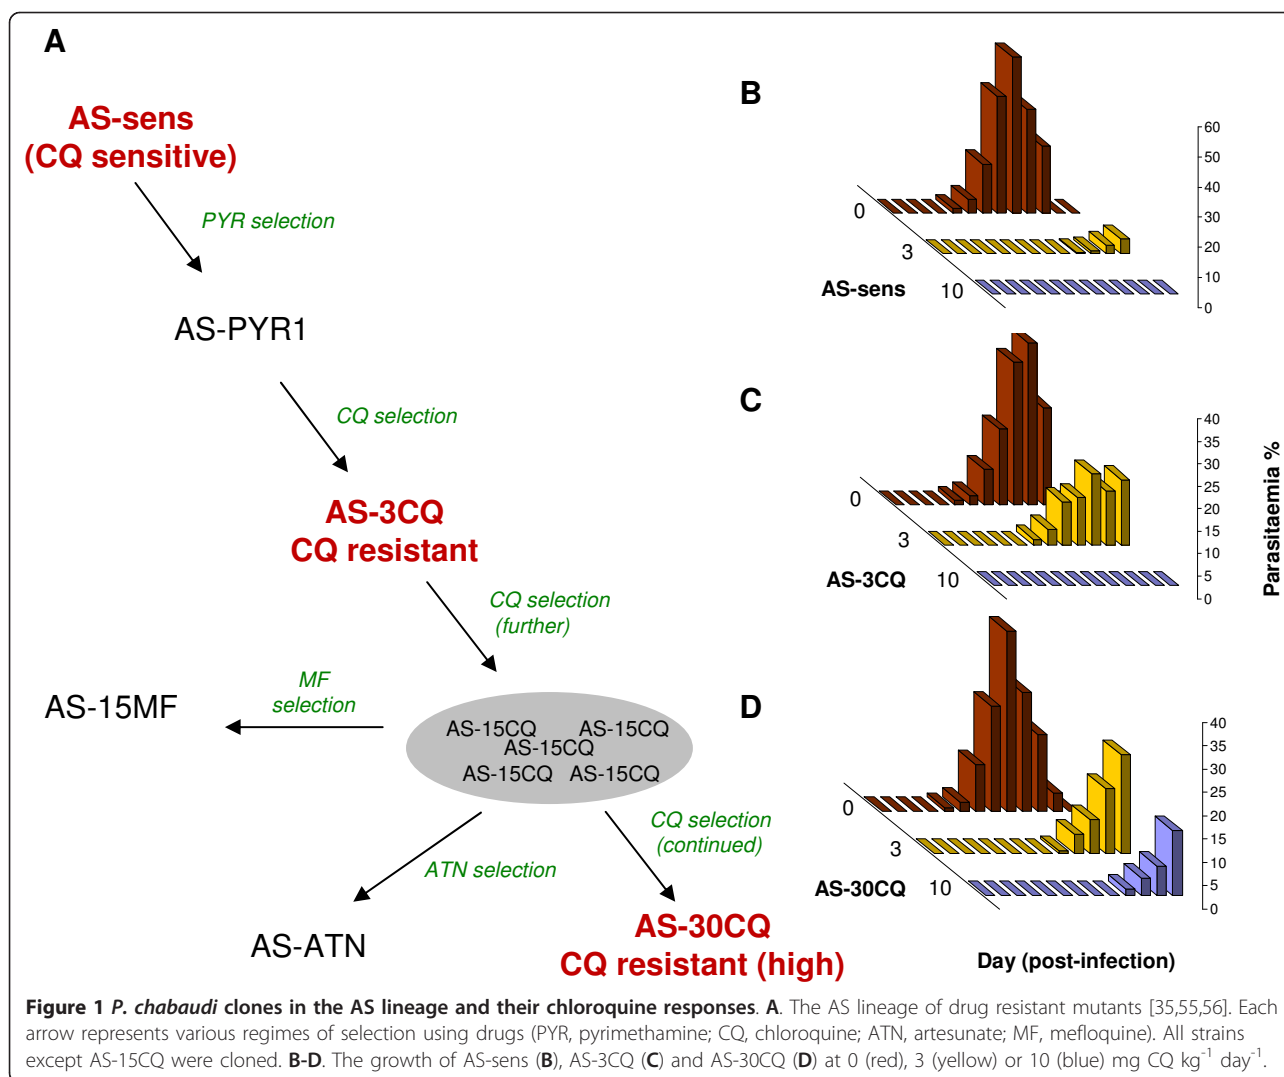 A
AS-sens
(CQ sensitive)
PYR selection
AS-PYR1
CQ selection
AS-3CQ
CQ resistant
CQ selection
(further)
MF
selection
AS-15MF
AS-15CQ AS-15CQ
AS-15CQ
AS-15CQ AS-15CQ
CQ selection
(continued)
ATN selection
AS-ATN
AS-30CQ
CQ resistant (high)
B
60
50
40
30
20
10
0
0
3
10
AS-sens
C
40
35
30
25
20
15
10
5
0
0
3
10
AS-3CQ
Parasitaemia %
D
40
35
30
25
20
15
10
5
0
0
3
10
AS-30CQ
Day (post-infection)
Figure 1 P. chabaudi clones in the AS lineage and their chloroquine responses. A. The AS lineage of drug resistant mutants [35,55,56]. Each
arrow represents various regimes of selection using drugs (PYR, pyrimethamine; CQ, chloroquine; ATN, artesunate; MF, mefloquine). All strains
except AS-15CQ were cloned. B-D. The growth of AS-sens (B), AS-3CQ (C) and AS-30CQ (D) at 0 (red), 3 (yellow) or 10 (blue) mg CQ kg⁻¹ day⁻¹.